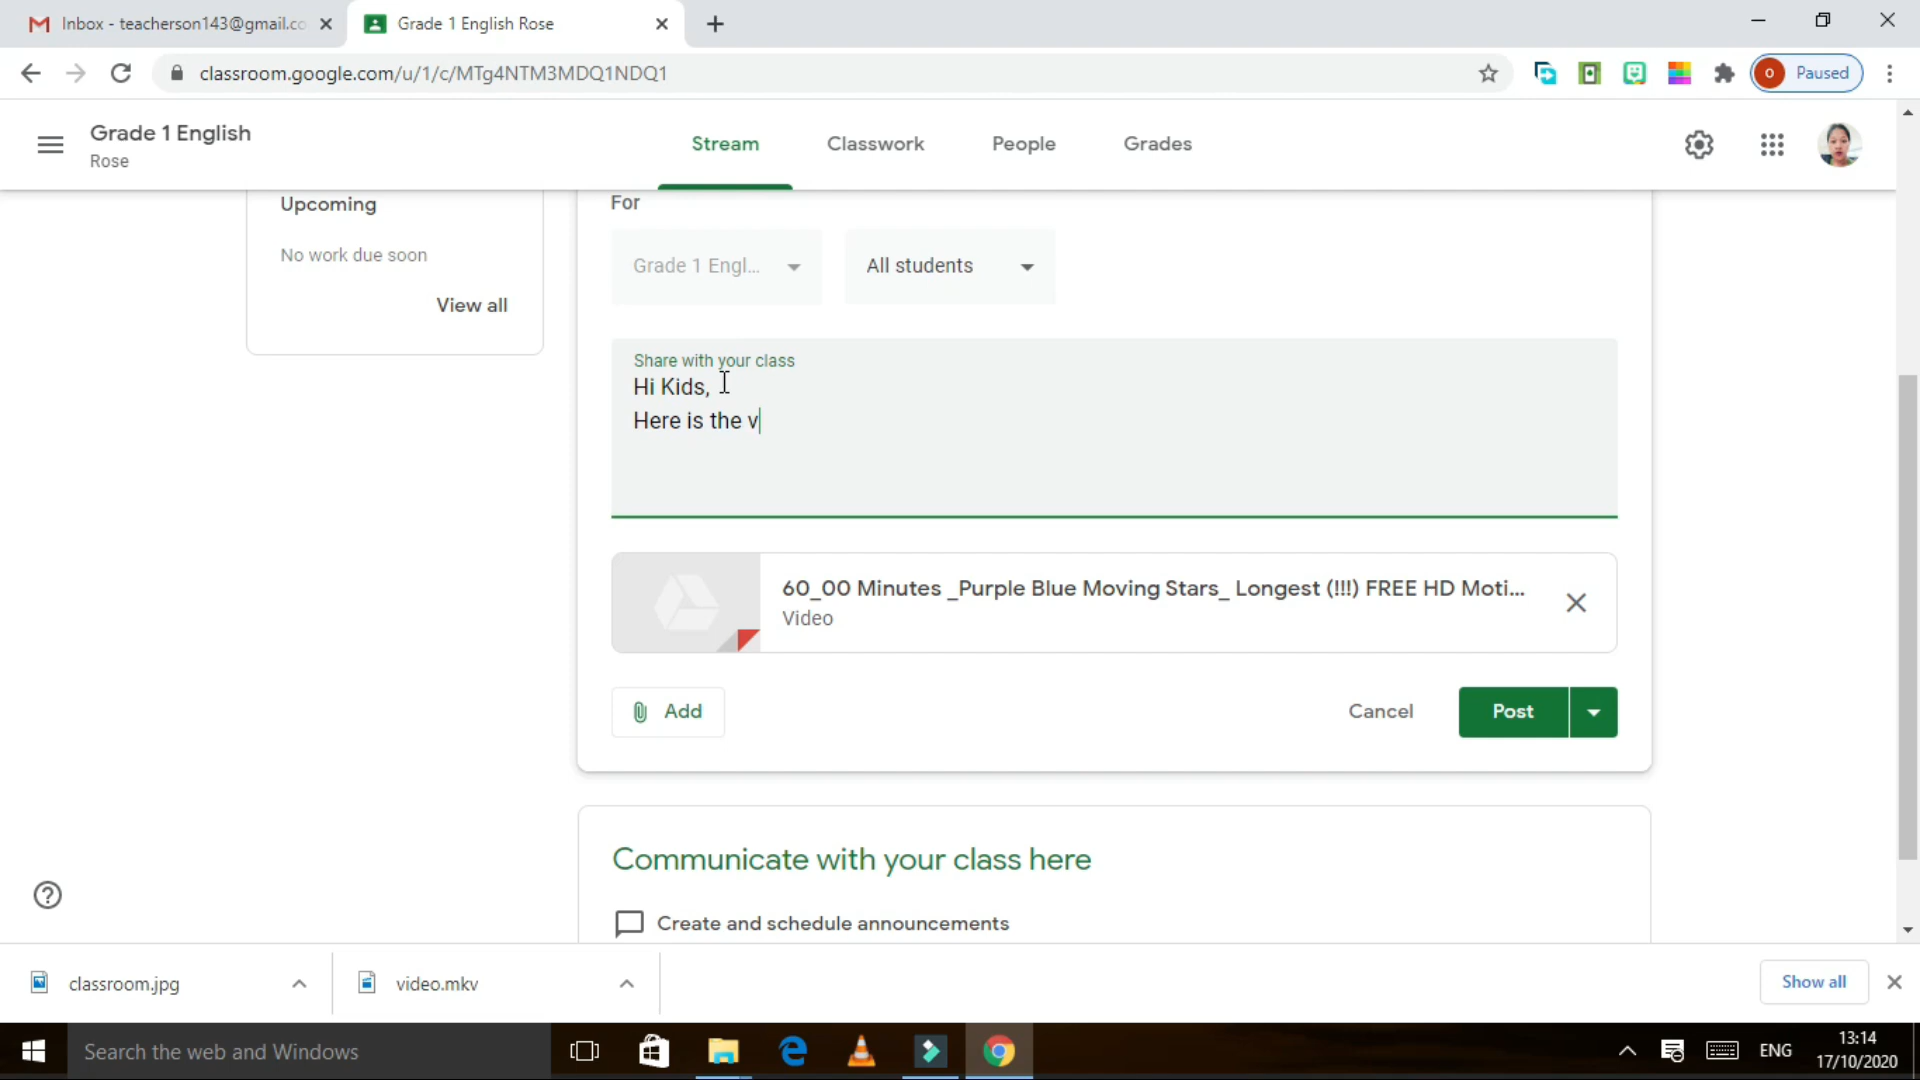 Inbox - teacherson143@gmail.co
Grade 1 English Rose
classroom.google.com/u/1/c/MTg4NTM3MDQ1NDQ1
o
Paused
Grade 1 English
Rose
Stream
Classwork
People
Grades
Upcoming
No work due soon
View all
For
Grade 1 Engl...
All students
Share with your class
Hi Kids,
Here is the v
60_00 Minutes _Purple Blue Moving Stars_ Longest (!!!) FREE HD Moti...
Video
Add
Cancel
Post
Communicate with your class here
Create and schedule announcements
classroom.jpg
video.mkv
Show all
Search the web and Windows
ENG
13:14
17/10/2020